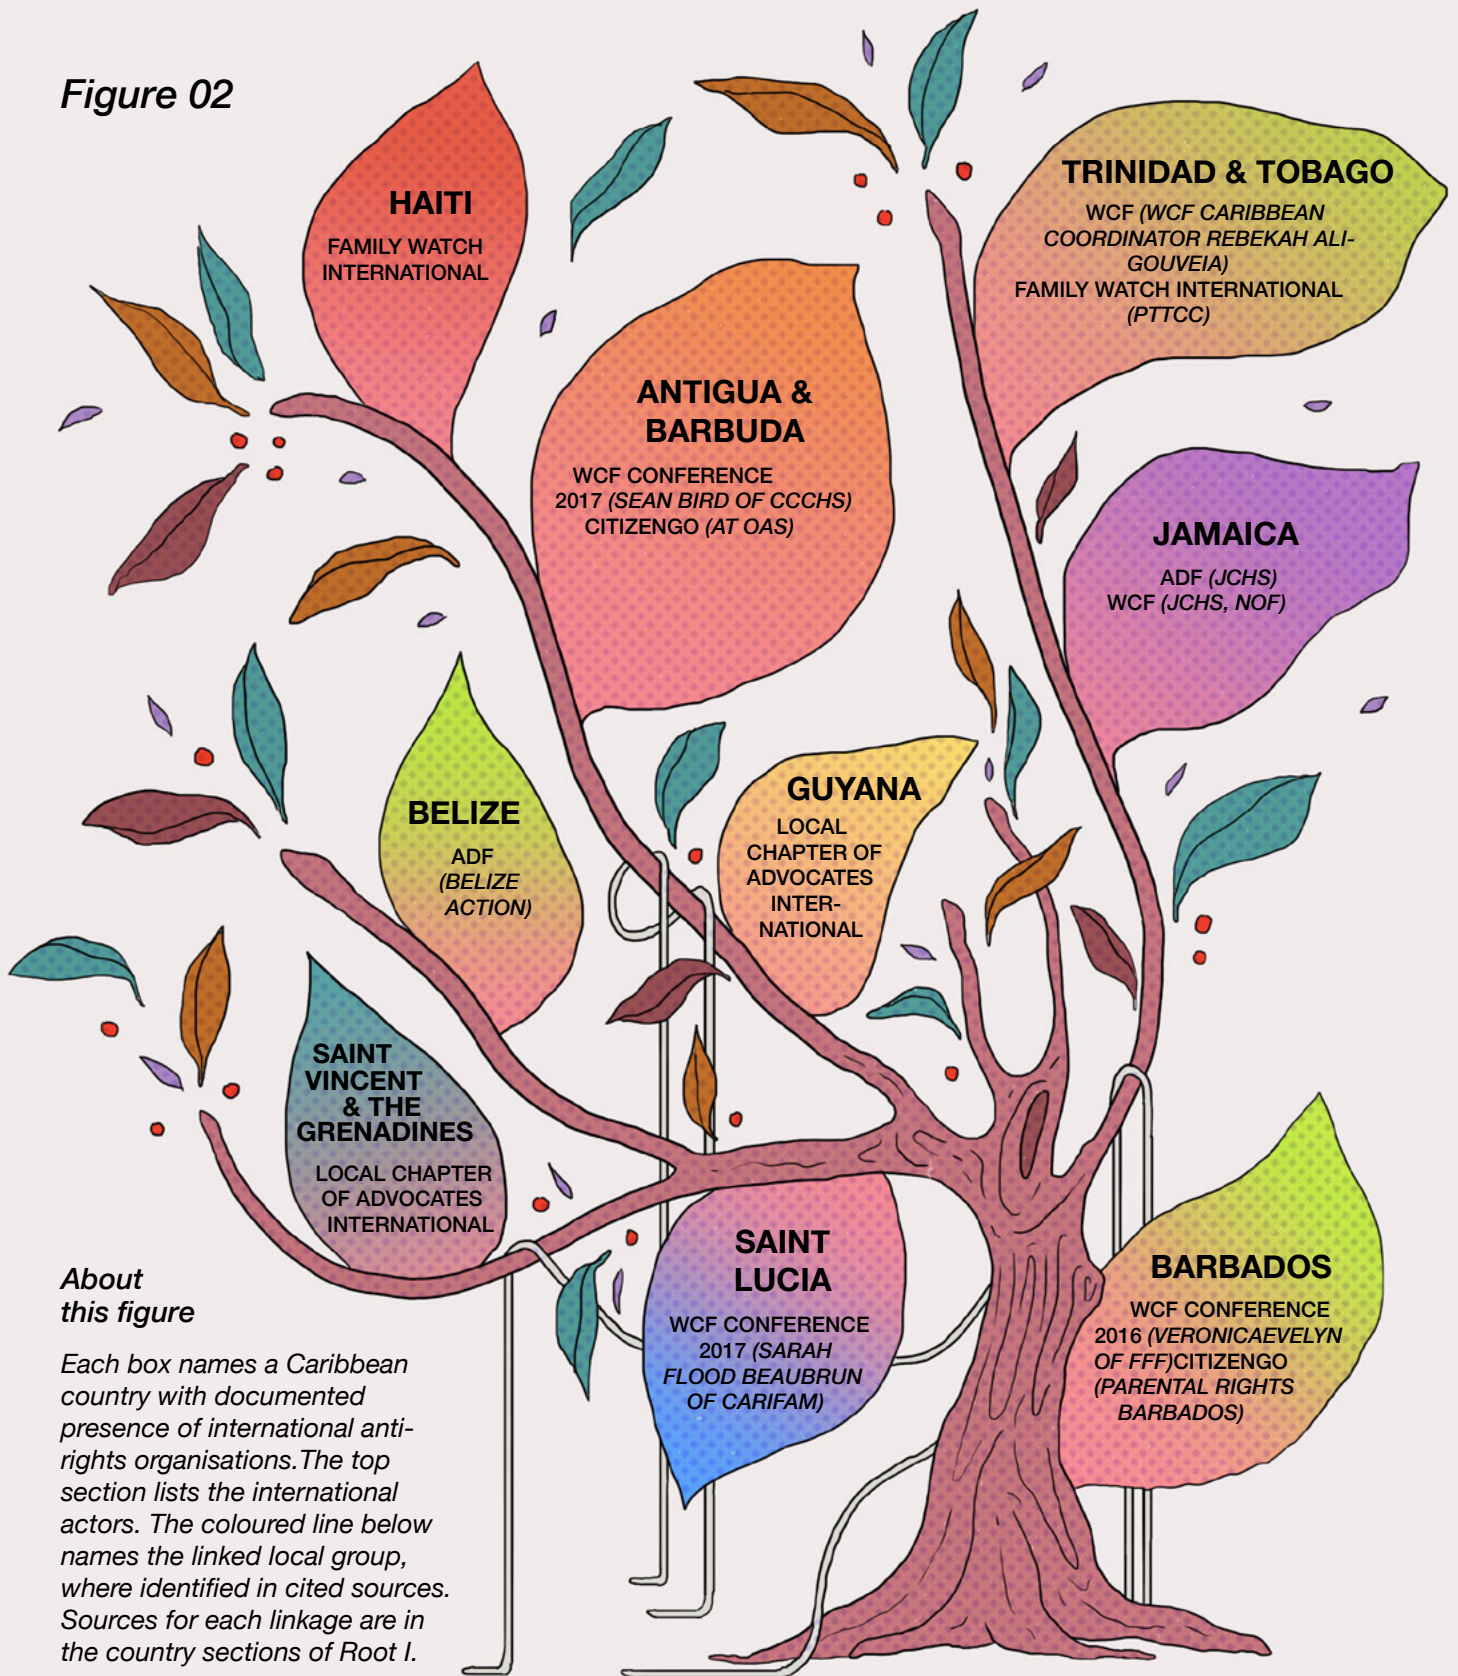 Figure 02
HAITI
FAMILY WATCH
INTERNATIONAL
TRINIDAD & TOBAGO
WCF (WCF CARIBBEAN
COORDINATOR REBEKAH ALI-
GOUVEIA)
FAMILY WATCH INTERNATIONAL
(PTTCC)
ANTIGUA &
BARBUDA
WCF CONFERENCE
2017 (SEAN BIRD OF CCCHS)
CITIZENGO (AT OAS)
JAMAICA
ADF (JCHS)
WCF (JCHS, NOF)
BELIZE
ADF
(BELIZE
ACTION)
GUYANA
LOCAL
CHAPTER OF
ADVOCATES
INTER-
NATIONAL
SAINT
VINCENT
& THE
GRENADINES
LOCAL CHAPTER
OF ADVOCATES
INTERNATIONAL
SAINT
LUCIA
WCF CONFERENCE
2017 (SARAH
FLOOD BEAUBRUN
OF CARIFAM)
BARBADOS
WCF CONFERENCE
2016 (VERONICAEVELYN
OF FFF)CITIZENGO
(PARENTAL RIGHTS
BARBADOS)
About
this figure
Each box names a Caribbean
country with documented
presence of international anti-
rights organisations.The top
section lists the international
actors. The coloured line below
names the linked local group,
where identified in cited sources.
Sources for each linkage are in
the country sections of Root I.